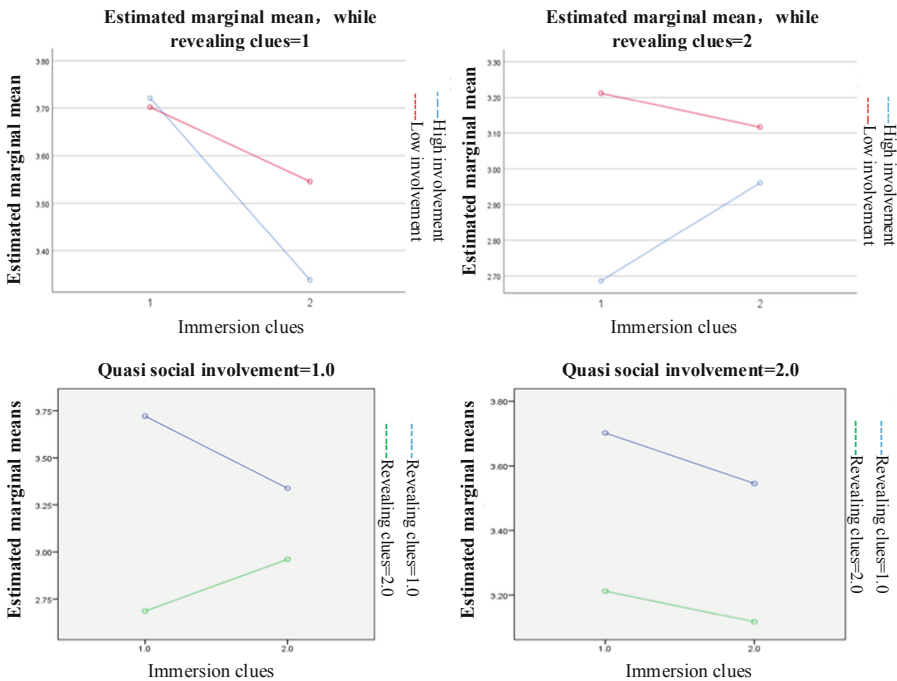 Estimated marginal mean, while
revealing clues=1
Estimated marginal mean
3.80
3.70
3.60
3.50
3.40
1
2
Immersion clues
Low involvement
High involvement
Estimated marginal mean, while
revealing clues=2
Estimated marginal mean
3.30
3.20
3.10
3.00
2.90
2.80
2.70
1
2
Immersion clues
Low involvement
High involvement
Quasi social involvement=1.0
Estimated marginal means
3.75
3.50
3.25
3.00
2.75
1.0
2.0
Immersion clues
Revealing clues=2.0
Revealing clues=1.0
Quasi social involvement=2.0
Estimated marginal means
3.80
3.60
3.40
3.20
1.0
2.0
Immersion clues
Revealing clues=2.0
Revealing clues=1.0